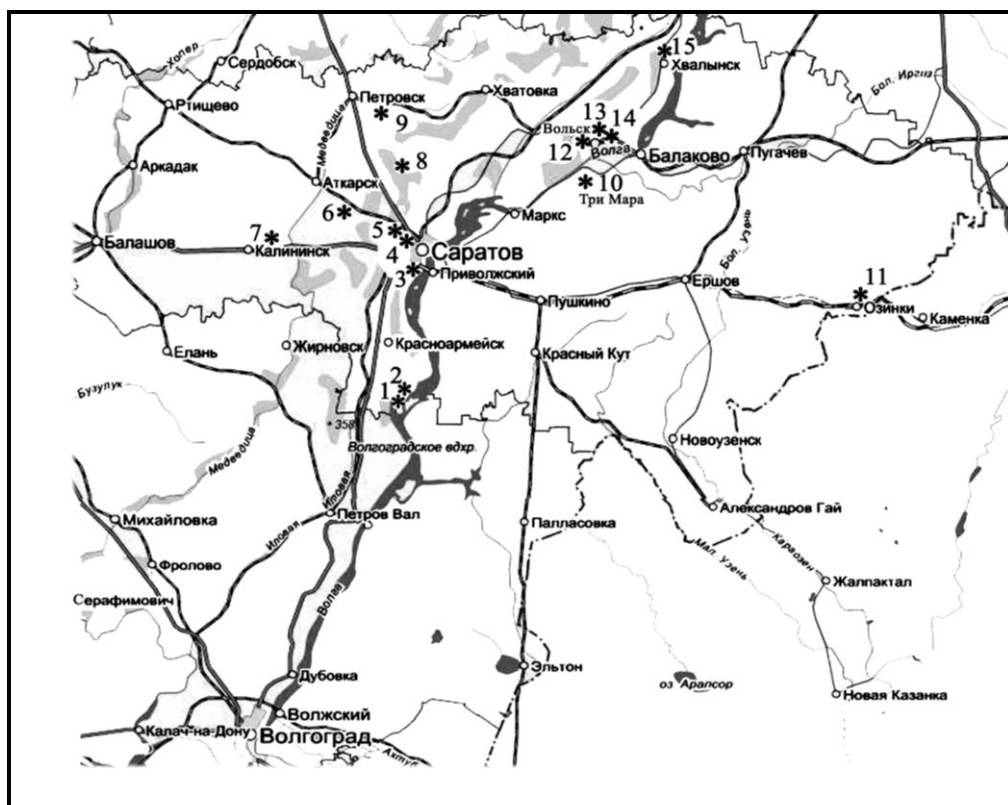 Хопер
Сердобск
15
Хвалынск
Бол. Иргиз
Ртищево
Петровск
Хватовка
9
13
14
Вольск
12
Волга
Балаково
Пугачев
Медведица
Аркадак
8
Аткарск
10
Три Мара
6
Маркс
5
7
4
Балашов
Калининск
Саратов
Бол. Узень
3
Приволжский
Ершов
11
Пушкино
Озинки
Каменка
Елань
Жирновск
Красноармейск
Красный Кут
Бузулук
2
1
358
Волгоградское вдхр.
Новоузенск
Медведица
Иловая
Михайловка
Петров Вал
Палласовка
Александров Гай
Иловая
Мал. Узень
Караозен
Фролово
Жалпактал
Серафимович
Волга
Эльтон
Дубовка
оз Арапсор
Новая Казанка
Волжский
Калач-на-Дону
Волгоград
Ахтуб